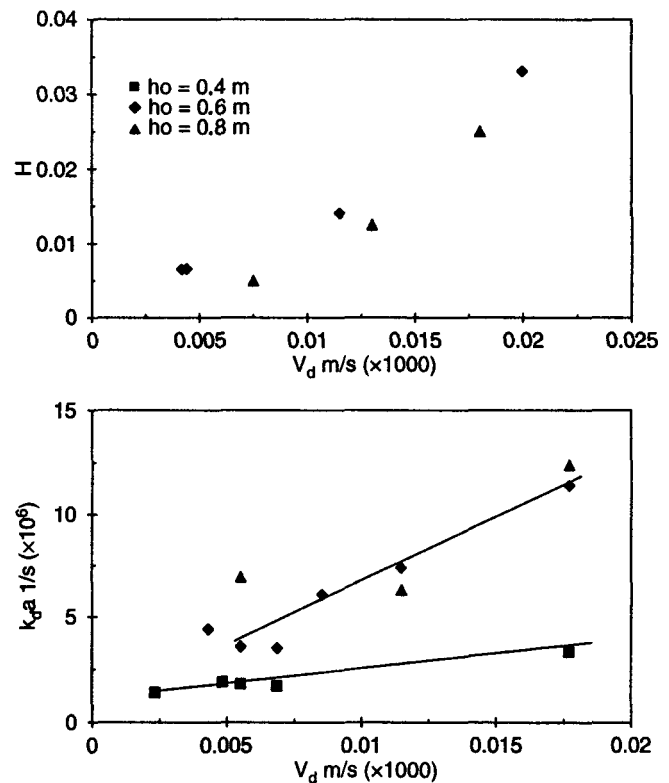 0.04
■ ho = 0.4 m
0.03
◆ ho = 0.6 m
▲ ho = 0.8 m
H
0.02
0.01
0
0 0.005 0.01 0.015 0.02 0.025
V_d m/s (×1000)
15
10
k_da 1/s (×10⁶)
5
0
0 0.005 0.01 0.015 0.02
V_d m/s (×1000)